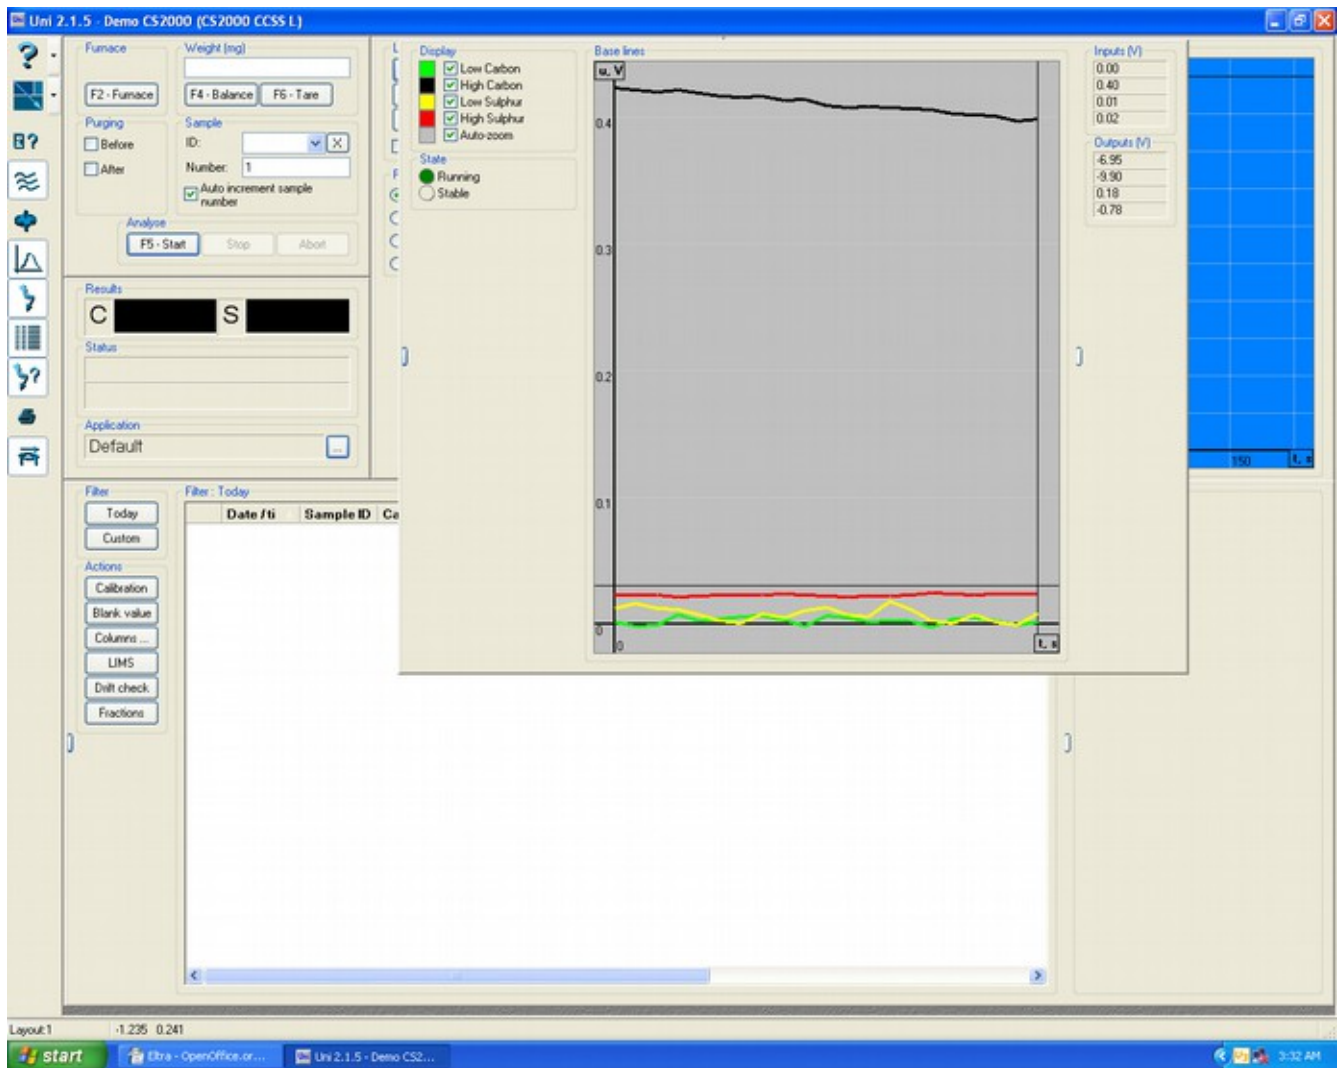 Uni 2.1.5 - Demo CS2000 (CS2000 CCSS L)
Furnace
F2 - Furnace
Weight (mg)
F4 - Balance
F6 - Tare
Purging
Before
After
Sample
ID:
X
Number: 1
Auto increment sample
number
Analyse
F5 - Start
Stop
Abort
Results
C
S
Status
Application
Default
...
L
F
Display
Low Carbon
High Carbon
Low Sulphur
High Sulphur
Auto-zoom
State
Running
Stable
Base lines
u, V
0.4
0.3
0.2
0.1
0
0
t, s
Inputs (V)
0.00
0.40
0.01
0.02
Outputs (V)
-6.95
-9.90
0.18
-0.78
150
t, s
Filter
Today
Custom
Actions
Calibration
Blank value
Columns ...
LIMS
Drift check
Fractions
Filter : Today
Date / ti
Sample ID
Ca
Layout:1
-1.235 0.241
start
Eltra - OpenOffice.or...
Uni 2.1.5 - Demo CS2...
3:32 AM